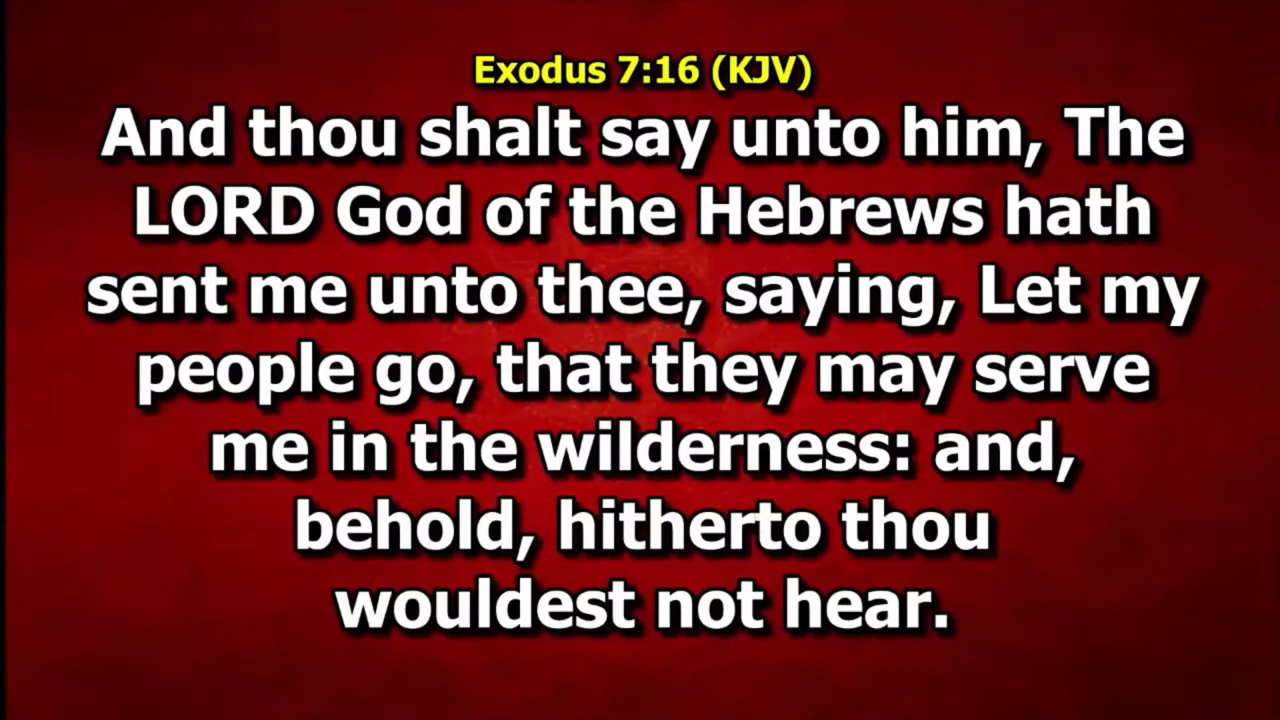 Exodus 7:16 (KJV)
And thou shalt say unto him, The
LORD God of the Hebrews hath
sent me unto thee, saying, Let my
people go, that they may serve
me in the wilderness: and,
behold, hitherto thou
wouldest not hear.